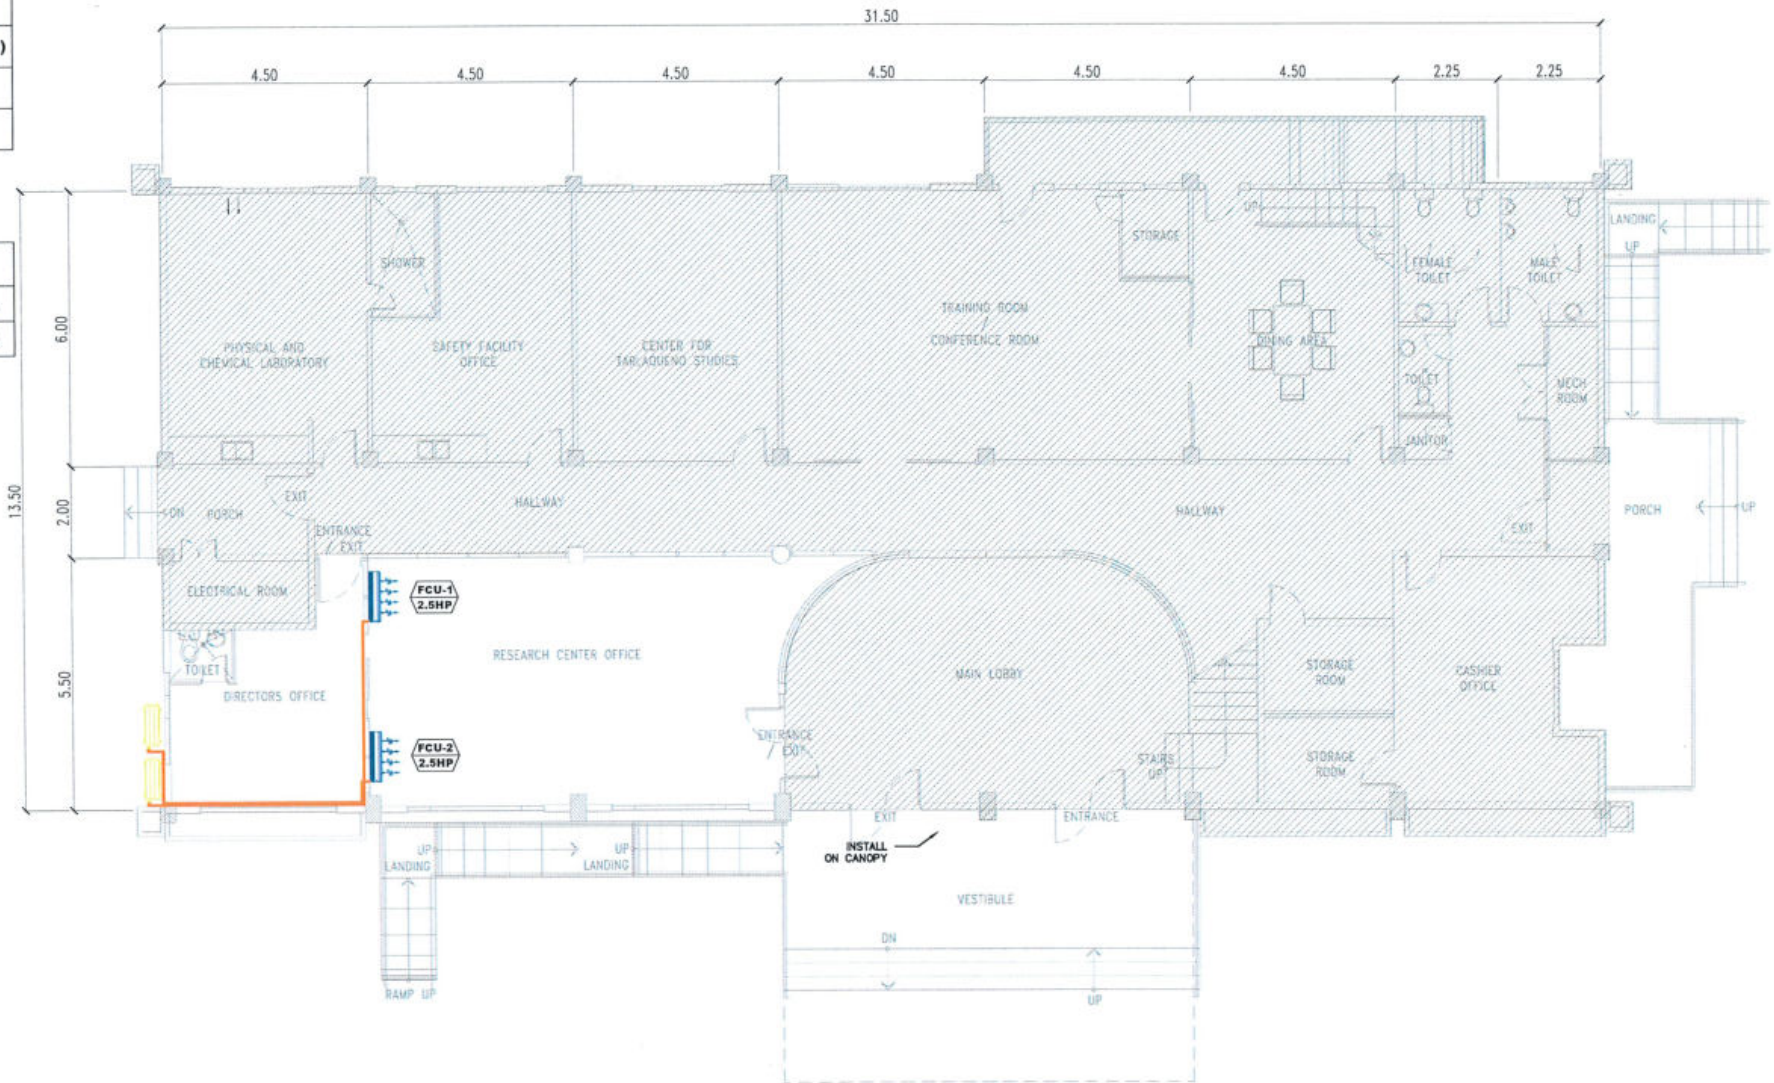 )
31.50
4.50
4.50
4.50
4.50
4.50
4.50
2.25
2.25
13.50
6.00
2.00
5.50
SHOWER
PHYSICAL AND
CHEMICAL LABORATORY
SAFETY FACILITY
OFFICE
CENTER FOR
TARLAQUENO STUDIES
TRAINING ROOM
/
CONFERENCE ROOM
STORAGE
UP
DINING AREA
FEMALE
TOILET
MALE
TOILET
TOILET
JANITOR
MECH
ROOM
LANDING
UP
DN
PORCH
EXIT
ENTRANCE
/ EXIT
HALLWAY
HALLWAY
EXIT
PORCH
UP
ELECTRICAL ROOM
TOILET
DIRECTORS OFFICE
FCU-1
2.5HP
RESEARCH CENTER OFFICE
FCU-2
2.5HP
ENTRANCE
/ EXIT
MAIN LOBBY
STAIRS
UP
STORAGE
ROOM
STORAGE
ROOM
CASHIER
OFFICE
EXIT
ENTRANCE
INSTALL
ON CANOPY
UP
LANDING
UP
LANDING
VESTIBULE
DN
UP
RAMP UP